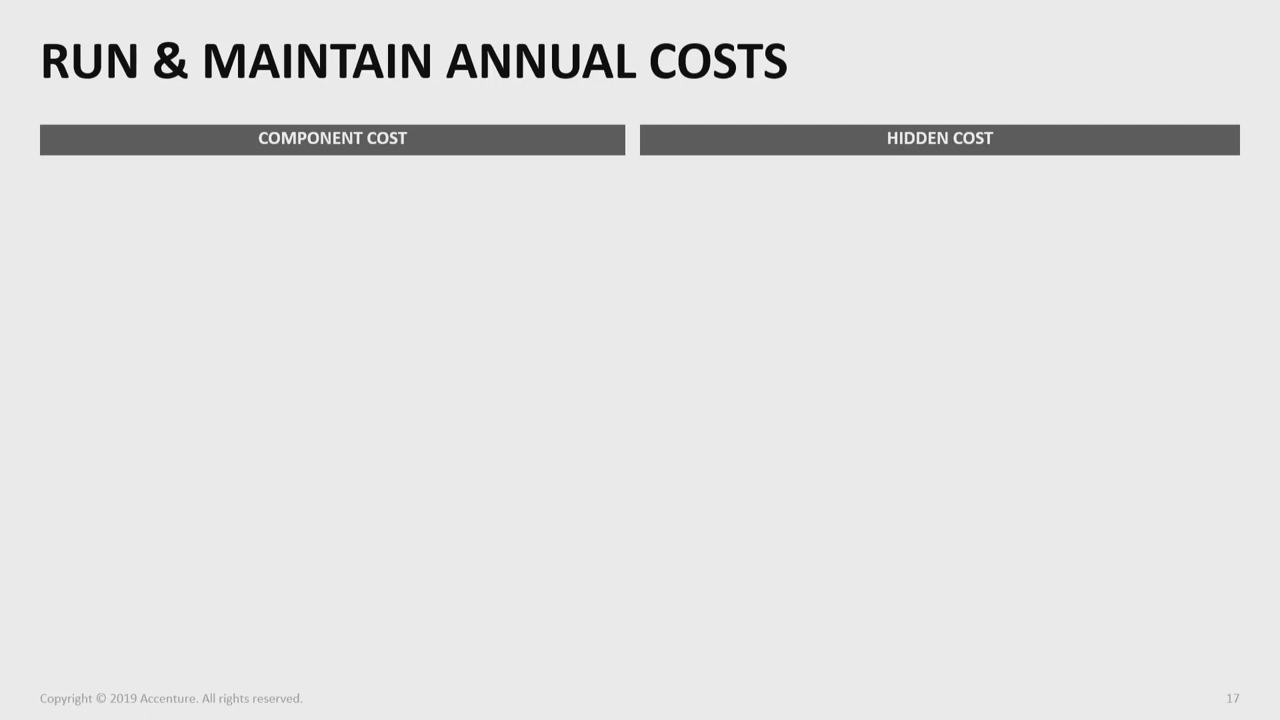 RUN & MAINTAIN ANNUAL COSTS
COMPONENT COST
HIDDEN COST
Copyright © 2019 Accenture. All rights reserved.
17